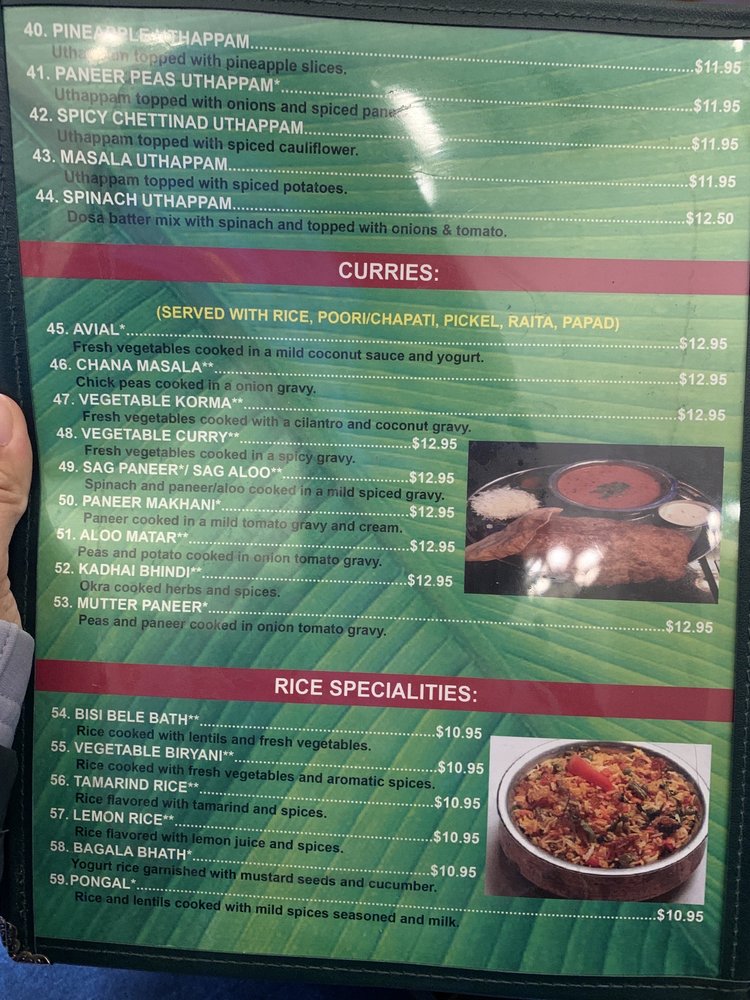 40. PINEAPPLE UTHAPPAM..........$11.95
Uthappam topped with pineapple slices.
41. PANEER PEAS UTHAPPAM*..........$11.95
Uthappam topped with onions and spiced
42. SPICY CHETTINAD UTHAPPAM..........$11.95
Uthappam topped with spiced cauliflower.
43. MASALA UTHAPPAM..........$11.95
Uthappam topped with spiced potatoes.
44. SPINACH UTHAPPAM..........$12.50
Dosa batter mix with spinach and topped with onions & tomato.
CURRIES:
(SERVED WITH RICE, POORI/CHAPATI, PICKEL, RAITA, PAPAD)
45. AVIAL*..........$12.95
Fresh vegetables cooked in a mild coconut sauce and yogurt.
46. CHANA MASALA**..........$12.95
Chick peas cooked in a onion gravy.
47. VEGETABLE KORMA**..........$12.95
Fresh vegetables cooked with a cilantro and coconut gravy.
48. VEGETABLE CURRY**..........$12.95
Fresh vegetables cooked in a spicy gravy.
49. SAG PANEER*/ SAG ALOO**..........$12.95
Spinach and paneer/aloo cooked in a mild spiced gravy.
50. PANEER MAKHANI*..........$12.95
Paneer cooked in a mild tomato gravy and cream.
51. ALOO MATAR**..........$12.95
Peas and potato cooked in onion tomato gravy.
52. KADHAI BHINDI**..........$12.95
Okra cooked herbs and spices.
53. MUTTER PANEER*..........$12.95
Peas and paneer cooked in onion tomato gravy.
RICE SPECIALITIES:
54. BISI BELE BATH**..........$10.95
Rice cooked with lentils and fresh vegetables.
55. VEGETABLE BIRYANI**..........$10.95
Rice cooked with fresh vegetables and aromatic spices.
56. TAMARIND RICE**..........$10.95
Rice flavored with tamarind and spices.
57. LEMON RICE**..........$10.95
Rice flavored with lemon juice and spices.
58. BAGALA BHATH*..........$10.95
Yogurt rice garnished with mustard seeds and cucumber.
59.PONGAL*..........$10.95
Rice and lentils cooked with mild spices seasoned and milk.